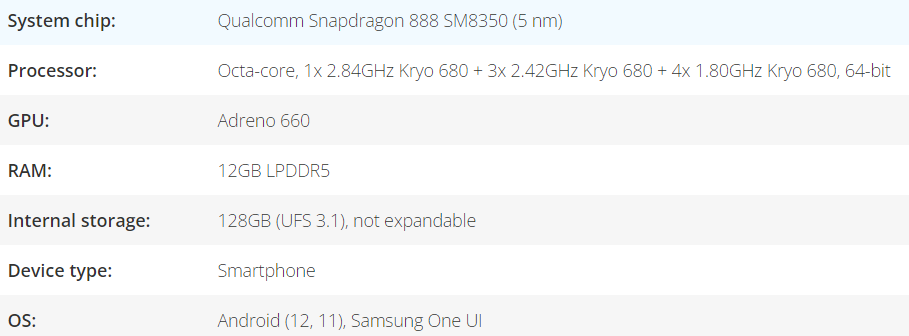 System chip: Qualcomm Snapdragon 888 SM8350 (5 nm)
Processor: Octa-core, 1x 2.84GHz Kryo 680 + 3x 2.42GHz Kryo 680 + 4x 1.80GHz Kryo 680, 64-bit
GPU: Adreno 660
RAM: 12GB LPDDR5
Internal storage: 128GB (UFS 3.1), not expandable
Device type: Smartphone
OS: Android (12, 11), Samsung One UI